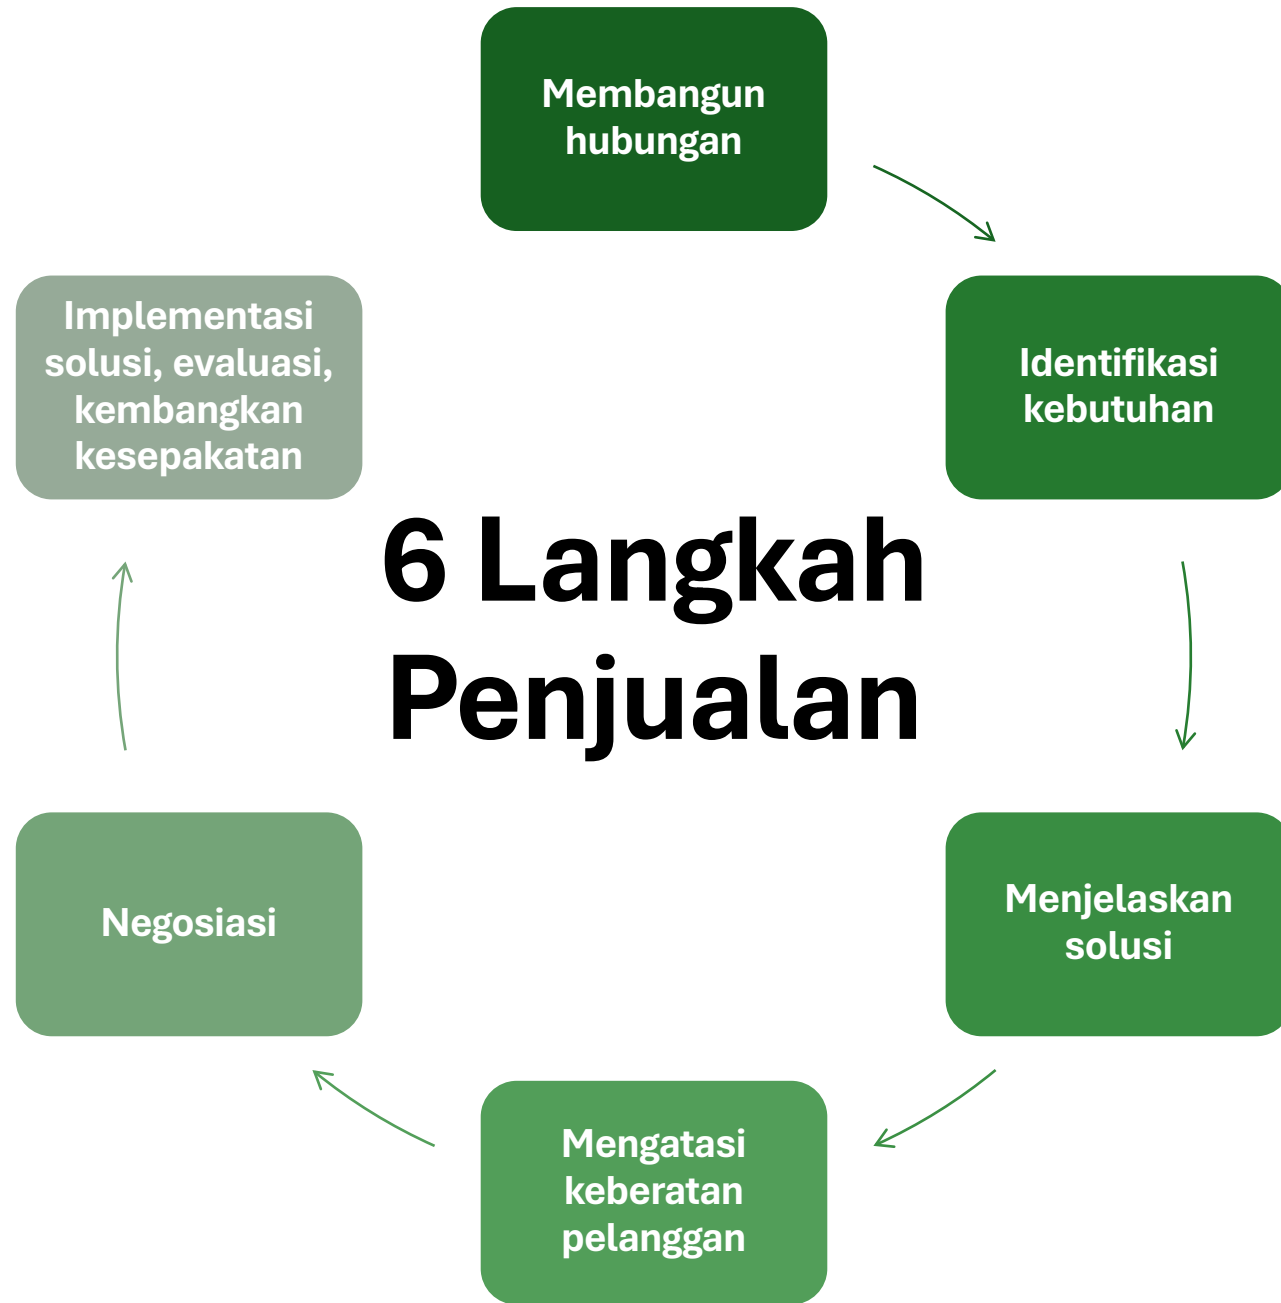 Membangun
hubungan
Identifikasi
kebutuhan
Menjelaskan
solusi
Mengatasi
keberatan
pelanggan
Negosiasi
Implementasi
solusi, evaluasi,
kembangkan
kesepakatan
6 Langkah
Penjualan